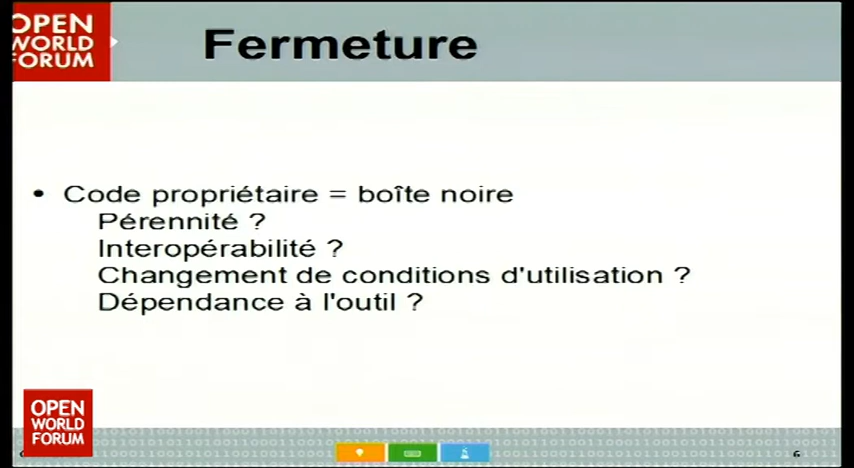 OPEN
WORLD
FORUM
Fermeture
• Code propriétaire = boîte noire
Pérennité ?
Interopérabilité ?
Changement de conditions d'utilisation ?
Dépendance à l'outil ?
OPEN
WORLD
FORUM
6